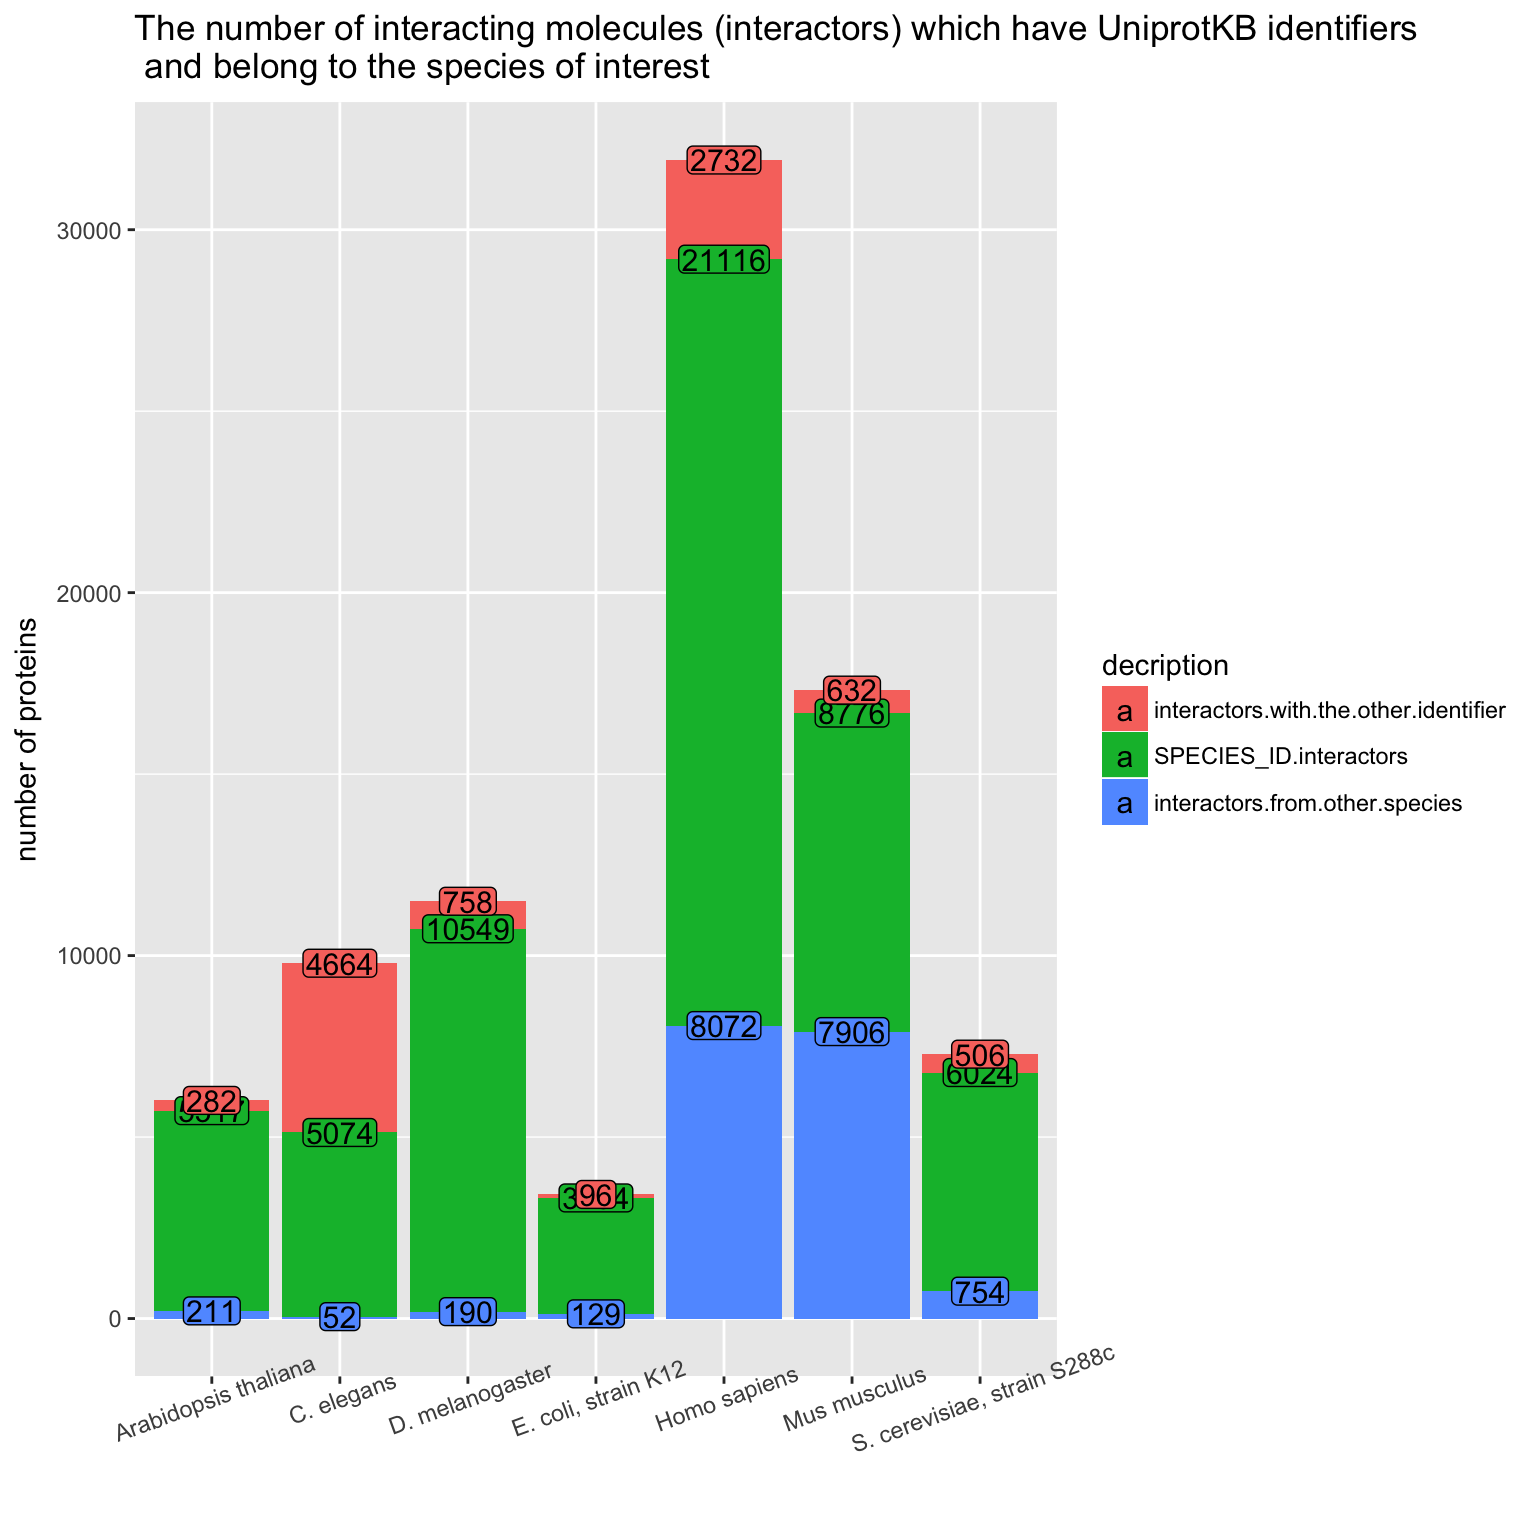 The number of interacting molecules (interactors) which have UniprotKB identifiers
and belong to the species of interest
number of proteins
30000
20000
10000
0
2732
21116
632
8776
758
10549
4664
8072
7906
506
6024
282
5074
96
211
52
190
129
754
Arabidopsis thaliana
C. elegans
D. melanogaster
E. coli, strain K12
Homo sapiens
Mus musculus
S. cerevisiae, strain S288c
decription
a interactors.with.the.other.identifier
a SPECIES_ID.interactors
a interactors.from.other.species